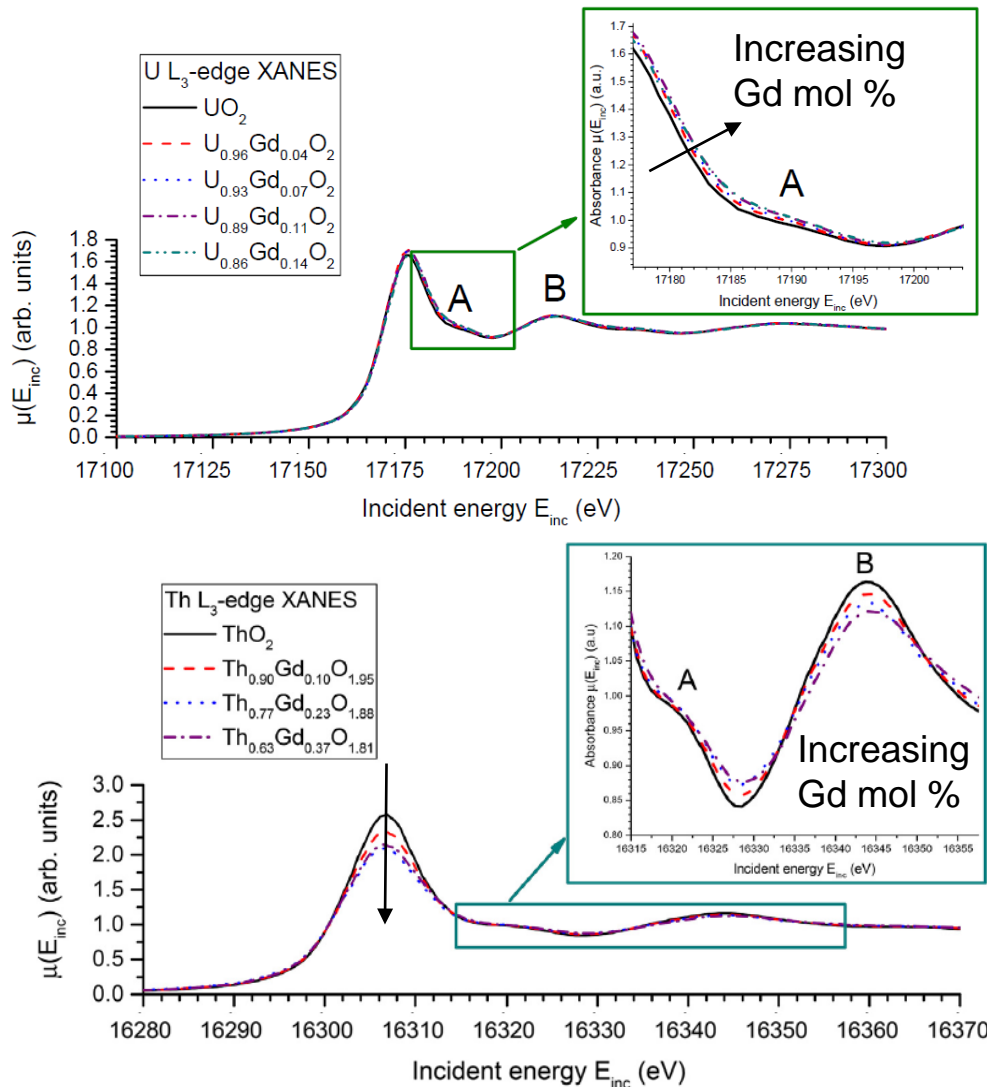 U L₃-edge XANES
UO₂
U₀.₉₆Gd₀.₀₄O₂
U₀.₉₃Gd₀.₀₇O₂
U₀.₈₉Gd₀.₁₁O₂
U₀.₈₆Gd₀.₁₄O₂
Increasing
Gd mol %
A
Absorbance μ(E_inc) (a.u.)
1.7
1.6
1.5
1.4
1.3
1.2
1.1
1.0
0.9
17180 17185 17190 17195 17200
Incident energy E_inc (eV)
A
B
μ(E_inc) (arb. units)
1.8
1.6
1.4
1.2
1.0
0.8
0.6
0.4
0.2
0.0
17100 17125 17150 17175 17200 17225 17250 17275 17300
Incident energy E_inc (eV)
Th L₃-edge XANES
ThO₂
Th₀.₉₀Gd₀.₁₀O₁.₉₅
Th₀.₇₇Gd₀.₂₃O₁.₈₈
Th₀.₆₃Gd₀.₃₇O₁.₈₁
A
B
Increasing
Gd mol %
Absorbance μ(E_inc) (a.u)
1.20
1.15
1.10
1.05
1.00
0.95
0.90
0.85
0.80
16315 16320 16325 16330 16335 16340 16345 16350 16355
Incident energy E_inc (eV)
μ(E_inc) (arb. units)
3.0
2.5
2.0
1.5
1.0
0.5
0.0
16280 16290 16300 16310 16320 16330 16340 16350 16360 16370
Incident energy E_inc (eV)